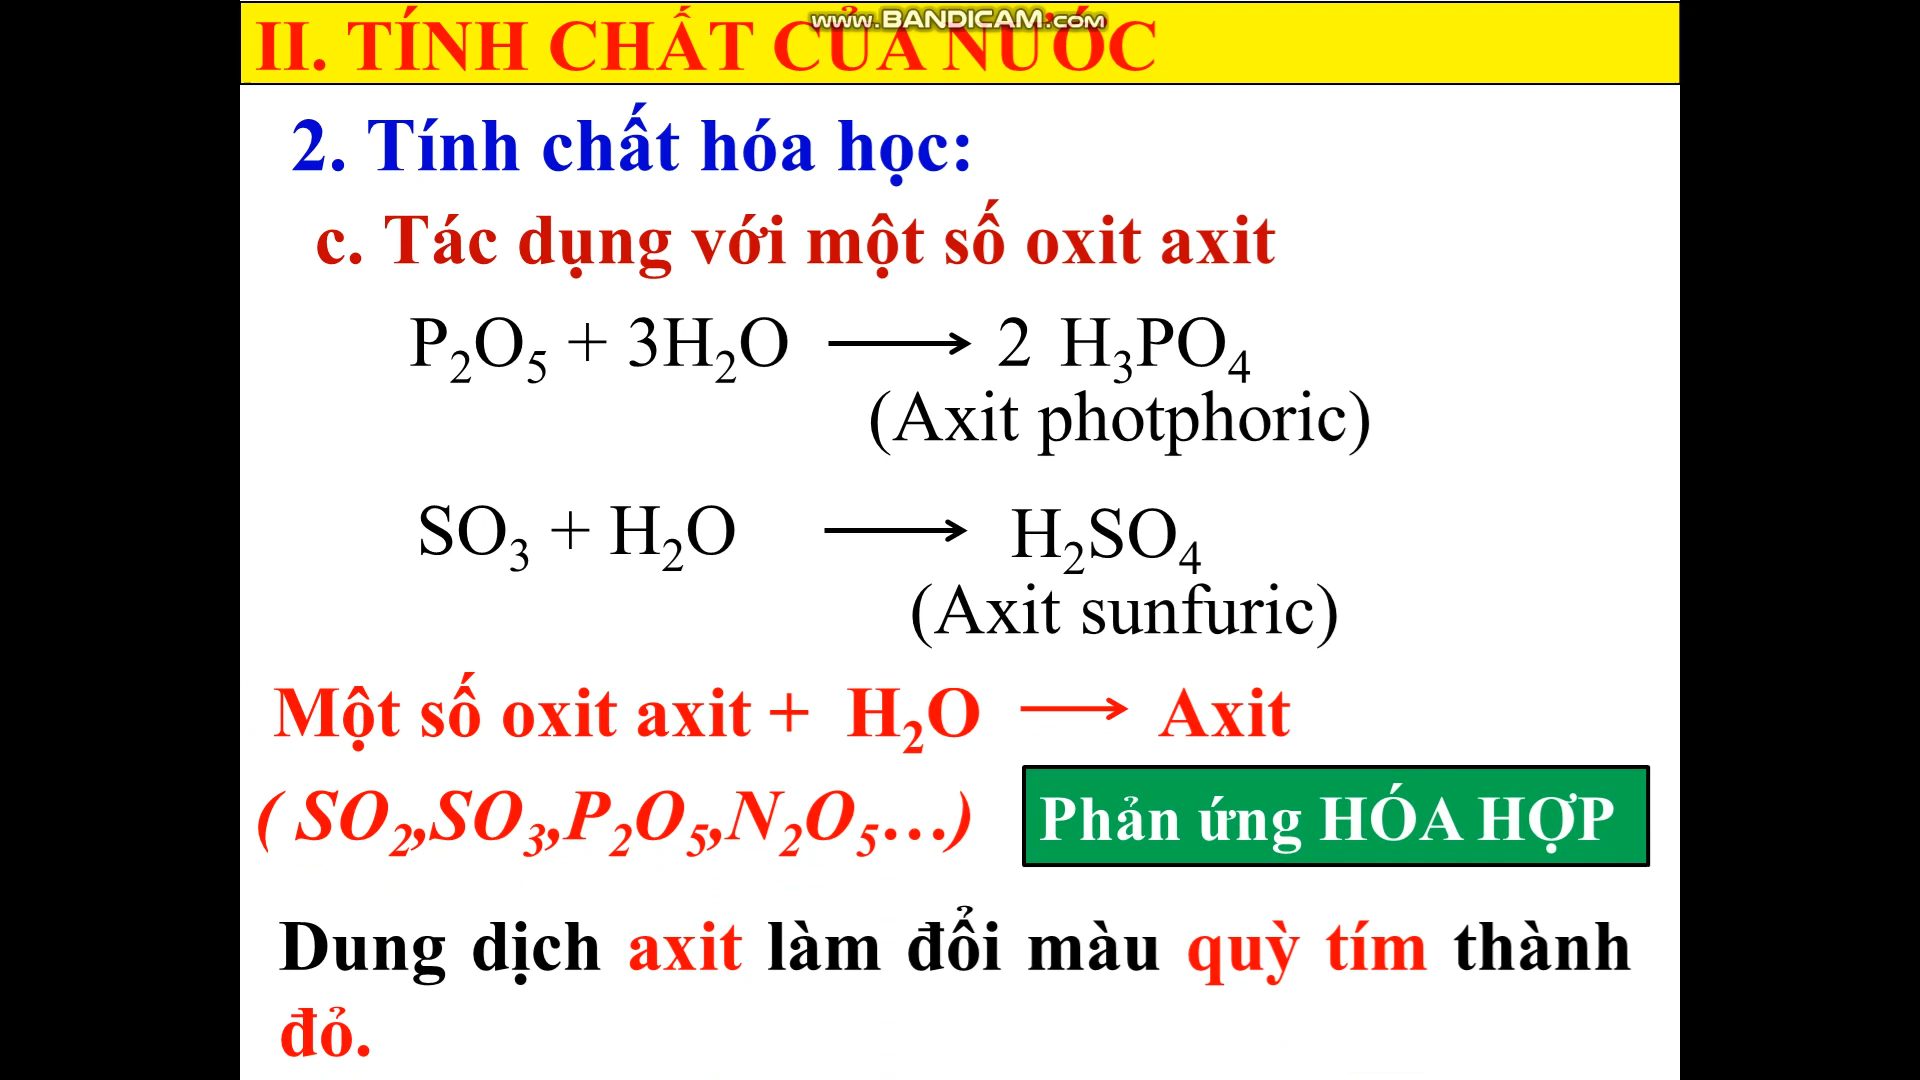 www.BANDICAM.com
II. TÍNH CHẤT CỦA NƯỚC
2. Tính chất hóa học:
c. Tác dụng với một số oxit axit
P₂O₅ + 3H₂O ⟶ 2 H₃PO₄
(Axit photphoric)
SO₃ + H₂O ⟶ H₂SO₄
(Axit sunfuric)
Một số oxit axit + H₂O ⟶ Axit
( SO₂,SO₃,P₂O₅,N₂O₅…) Phản ứng HÓA HỢP
Dung dịch axit làm đổi màu quỳ tím thành
đỏ.